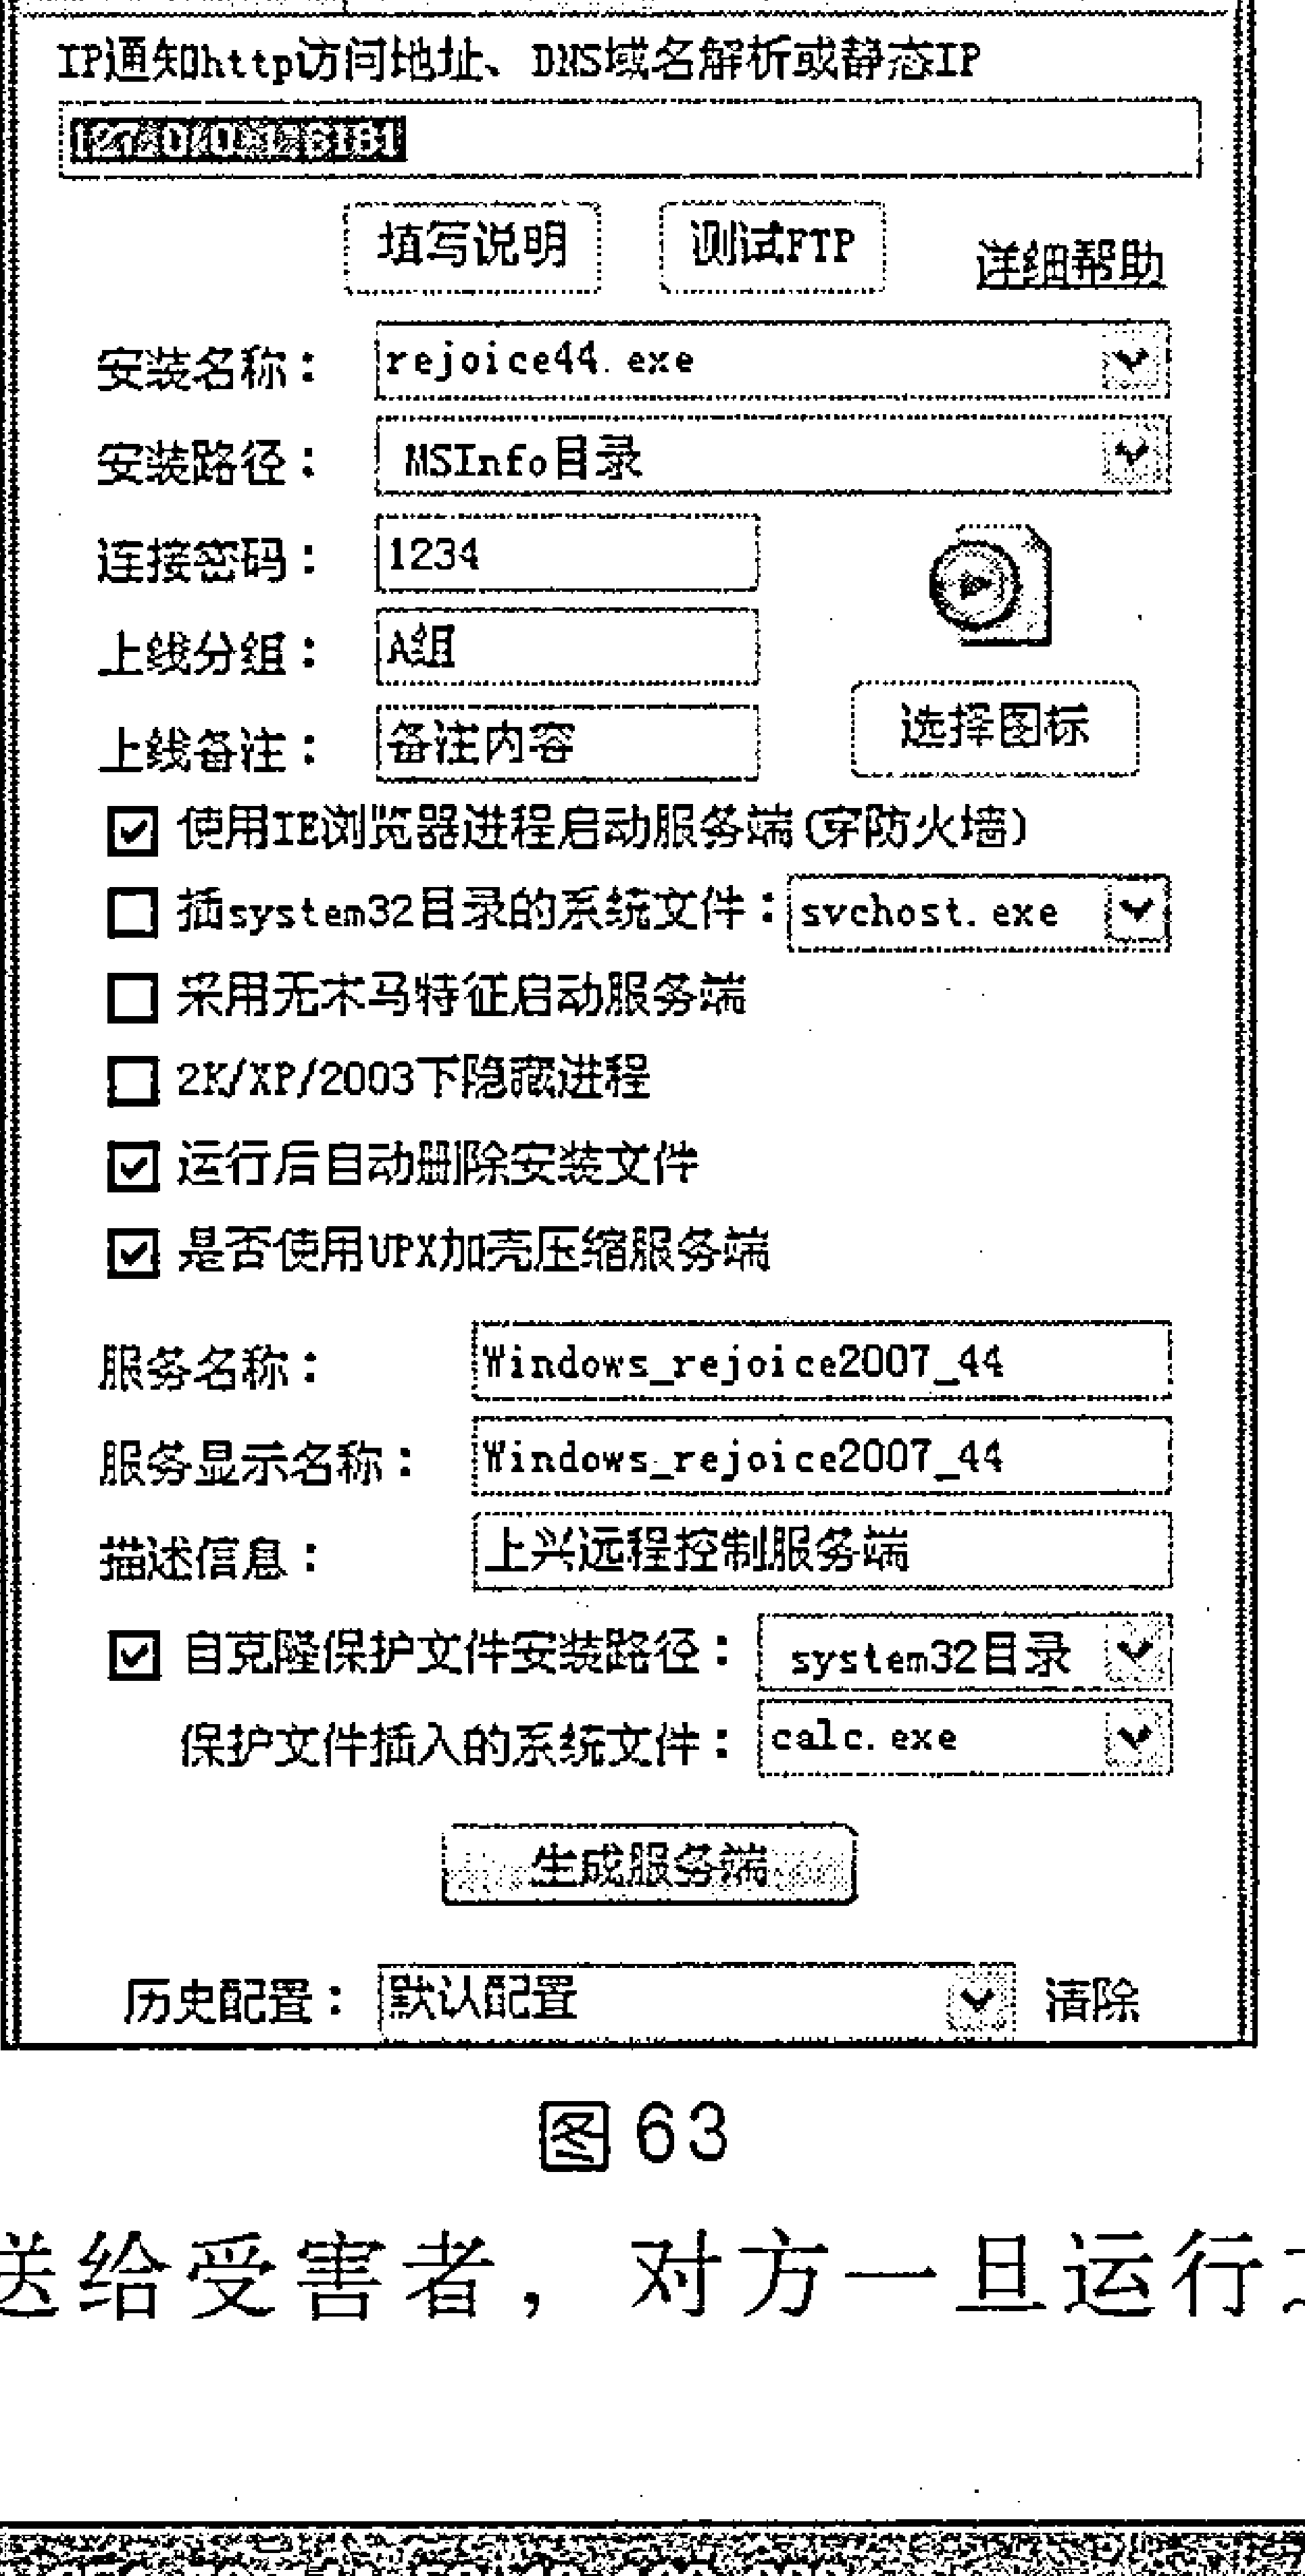 IP通知http访问地址、DNS域名解析或静态IP
127.0.0.1:8181
填写说明 测试FTP 详细帮助
安装名称： rejoice44.exe
安装路径： MSInfo目录
连接密码： 1234
上线分组： A组
上线备注： 备注内容
选择图标
使用IE浏览器进程启动服务端(穿防火墙)
插system32目录的系统文件： svchost.exe
采用无木马特征启动服务端
2K/XP/2003下隐藏进程
运行后自动删除安装文件
是否使用UPX加壳压缩服务端
服务名称： Windows_rejoice2007_44
服务显示名称： Windows_rejoice2007_44
描述信息： 上兴远程控制服务端
自克隆保护文件安装路径： system32目录
保护文件插入的系统文件： calc.exe
生成服务端
历史配置： 默认配置 清除
图 63
送给受害者，对方一旦运行